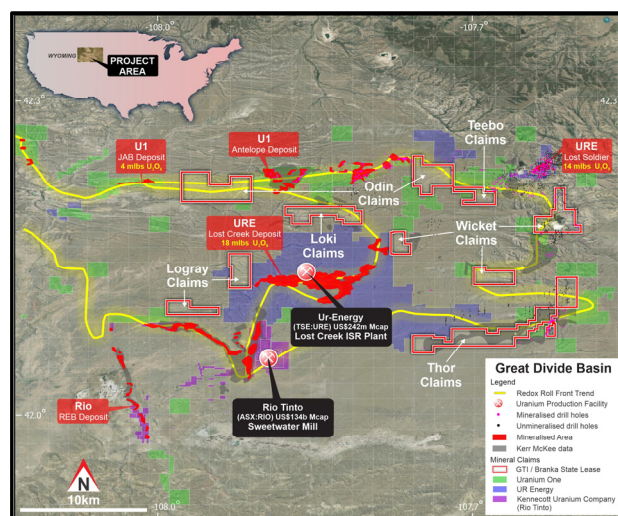 -108.0°
-107.7°
WYOMING
PROJECT
AREA
42.3°
42.3°
U1
JAB Deposit
4 mlbs U₃O₈
U1
Antelope Deposit
Teebo
Claims
URE
Lost Soldier
14 mlbs U₃O₈
Odin
Claims
URE
Lost Creek Deposit
18 mlbs U₃O₈
Loki
Claims
Wicket
Claims
Logray
Claims
Ur-Energy
(TSE:URE) US$242m Mcap
Lost Creek ISR Plant
Thor
Claims
Rio
REB Deposit
Rio Tinto
(ASX:RIO) US$134b Mcap
Sweetwater Mill
42.0°
N
10km
-108.0°
-107.7°
Great Divide Basin
Legend
Redox Roll Front Trend
Uranium Production Facility
Mineralised drill holes
Unmineralised drill holes
Mineralised Area
Kerr McKee data
Mineral Claims
GTI / Branka State Lease
Uranium One
UR Energy
Kennecott Uranium Company
(Rio Tinto)